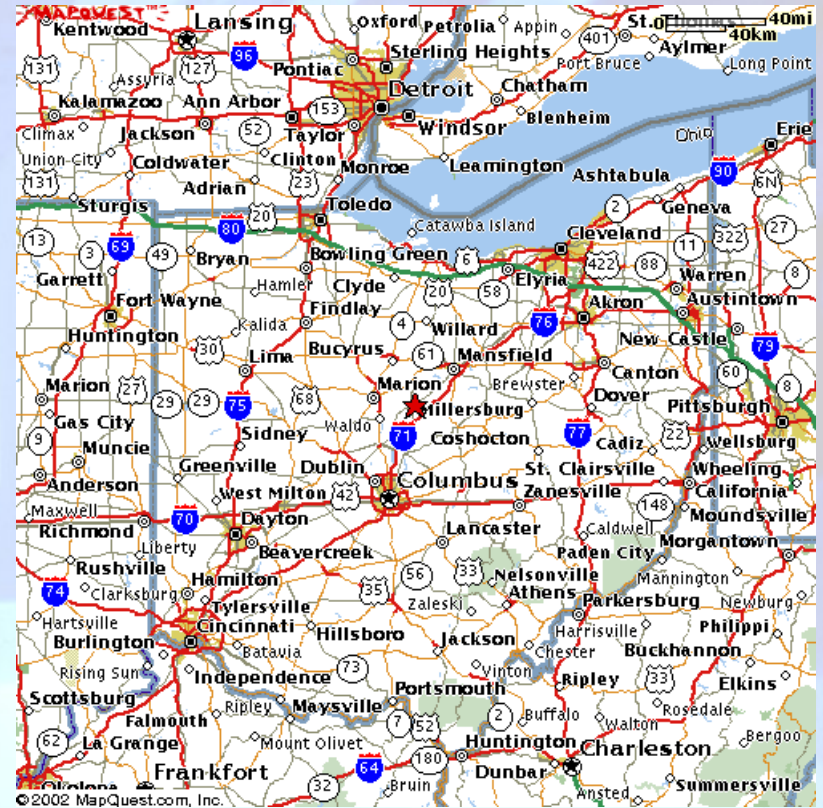 MAPQUEST
Kentwood
Lansing
Oxford
Petrolia
Appin
St. Thomas
0 40mi
40km
131
127
96
Pontiac
Sterling Heights
401
Aylmer
Port Bruce
Long Point
Assyria
Detroit
Chatham
Kalamazoo
Ann Arbor
153
Blenheim
Climax
Jackson
52
Taylor
Windsor
Ohio
Erie
Union City
Coldwater
Clinton
Monroe
Leamington
Ashtabula
90
131
Adrian
23
6N
Sturgis
20
Toledo
2
Geneva
Catawba Island
13
3
69
49
80
Bryan
Bowling Green
6
Cleveland
11
322
27
Garrett
Hamler
Clyde
20
58
Elyria
422
88
Warren
8
Fort Wayne
Findlay
Akron
Austintown
Huntington
Kalida
4
Willard
76
New Castle
79
30
Lima
Bucyrus
61
Mansfield
Canton
60
8
Marion
27
29
29
75
68
Marion
Brewster
Dover
Pittsburgh
Gas City
Waldo
Millersburg
9
Muncie
Sidney
71
Coshocton
77
Cadiz
22
Wellsburg
Anderson
Greenville
Dublin
Columbus
St. Clairsville
Wheeling
Maxwell
West Milton
42
Zanesville
California
Richmond
70
Dayton
148
Moundsville
Liberty
Beavercreek
Lancaster
Caldwell
Morgantown
Rushville
Paden City
74
Clarksburg
Hamilton
35
56
33
Nelsonville
Mannington
Hartsville
Tylersville
Zaleski
Athens
Parkersburg
Newburg
Burlington
Cincinnati
Hillsboro
Jackson
Harrisville
Philippi
Batavia
Chester
Buckhannon
Rising Sun
Independence
73
Vinton
Ripley
33
Elkins
Scottsburg
Portsmouth
Falmouth
Ripley
Maysville
7
52
2
Buffalo
Rosedale
Walton
62
La Grange
Mount Olivet
Huntington
Charleston
Bergoo
Frankfort
64
180
Dunbar
Okolona
32
Bruin
Ansted
Summersville
©2002 MapQuest.com, Inc.